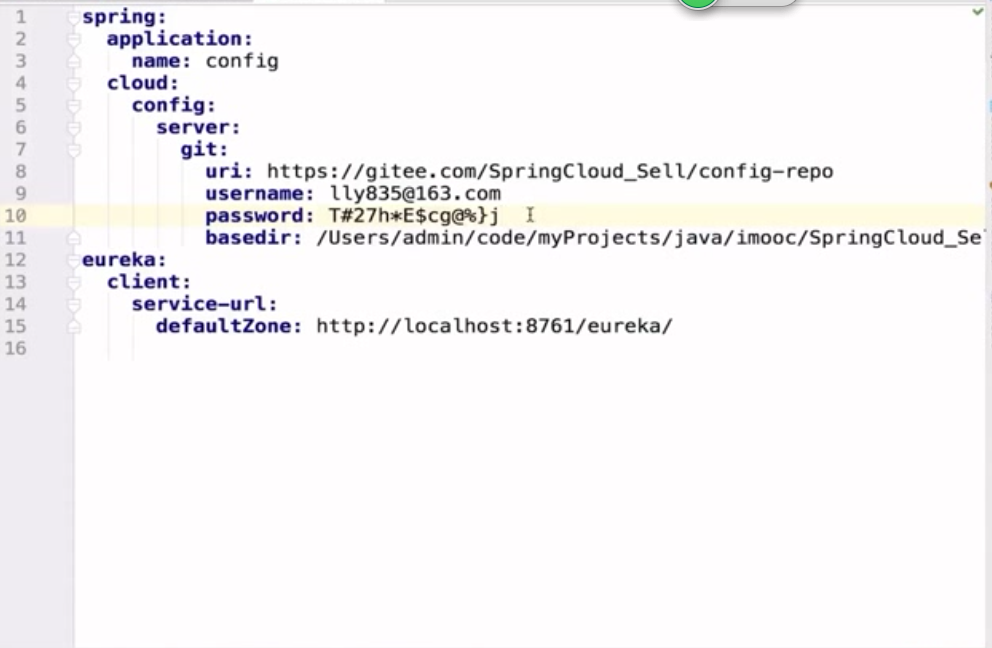 1 spring:
2 application:
3 name: config
4 cloud:
5 config:
6 server:
7 git:
8 uri: https://gitee.com/SpringCloud_Sell/config-repo
9 username: lly835@163.com
10 password: T#27h*E$cg@%}j
11 basedir: /Users/admin/code/myProjects/java/imooc/SpringCloud_Se
12 eureka:
13 client:
14 service-url:
15 defaultZone: http://localhost:8761/eureka/
16